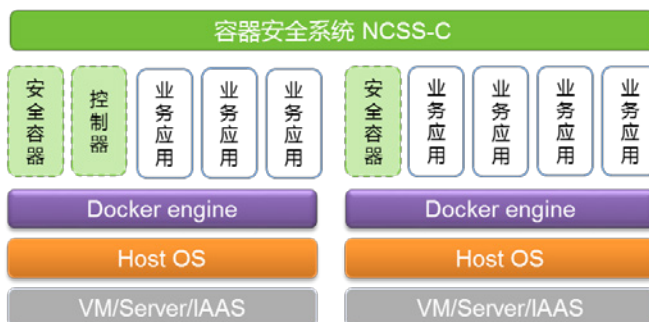 容器安全系统 NCSS-C
安全容器
控制器
业务应用
业务应用
业务应用
安全容器
业务应用
业务应用
业务应用
业务应用
Docker engine
Docker engine
Host OS
Host OS
VM/Server/IAAS
VM/Server/IAAS